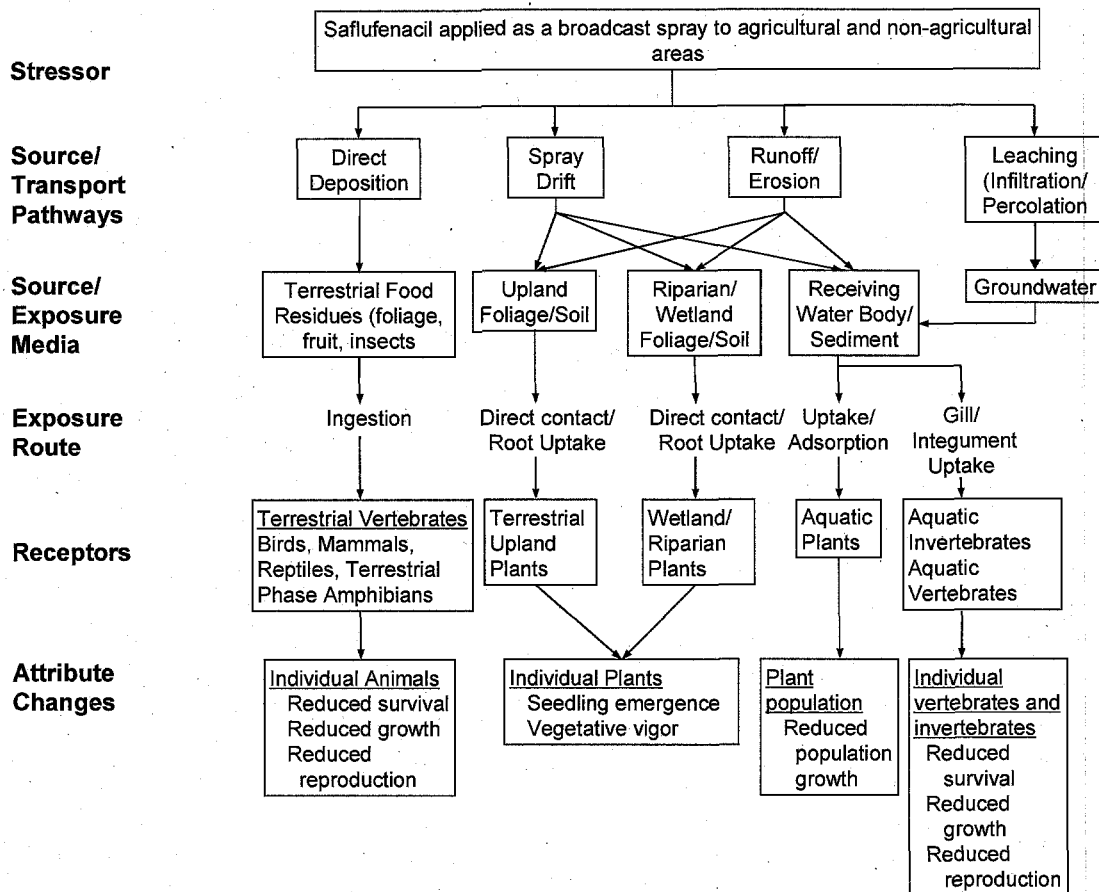 Saflufenacil applied as a broadcast spray to agricultural and non-agricultural
areas
Stressor
Source/
Transport
Pathways
Direct
Deposition
Spray
Drift
Runoff/
Erosion
Leaching
(Infiltration/
Percolation
Source/
Exposure
Media
Terrestrial Food
Residues (foliage,
fruit, insects
Upland
Foliage/Soil
Riparian/
Wetland
Foliage/Soil
Receiving
Water Body/
Sediment
Groundwater
Exposure
Route
Ingestion
Direct contact/
Root Uptake
Direct contact/
Root Uptake
Uptake/
Adsorption
Gill/
Integument
Uptake
Receptors
Terrestrial Vertebrates
Birds, Mammals,
Reptiles, Terrestrial
Phase Amphibians
Terrestrial
Upland
Plants
Wetland/
Riparian
Plants
Aquatic
Plants
Aquatic
Invertebrates
Aquatic
Vertebrates
Attribute
Changes
Individual Animals
Reduced survival
Reduced growth
Reduced
reproduction
Individual Plants
Seedling emergence
Vegetative vigor
Plant
population
Reduced
population
growth
Individual
vertebrates and
invertebrates
Reduced
survival
Reduced
growth
Reduced
reproduction